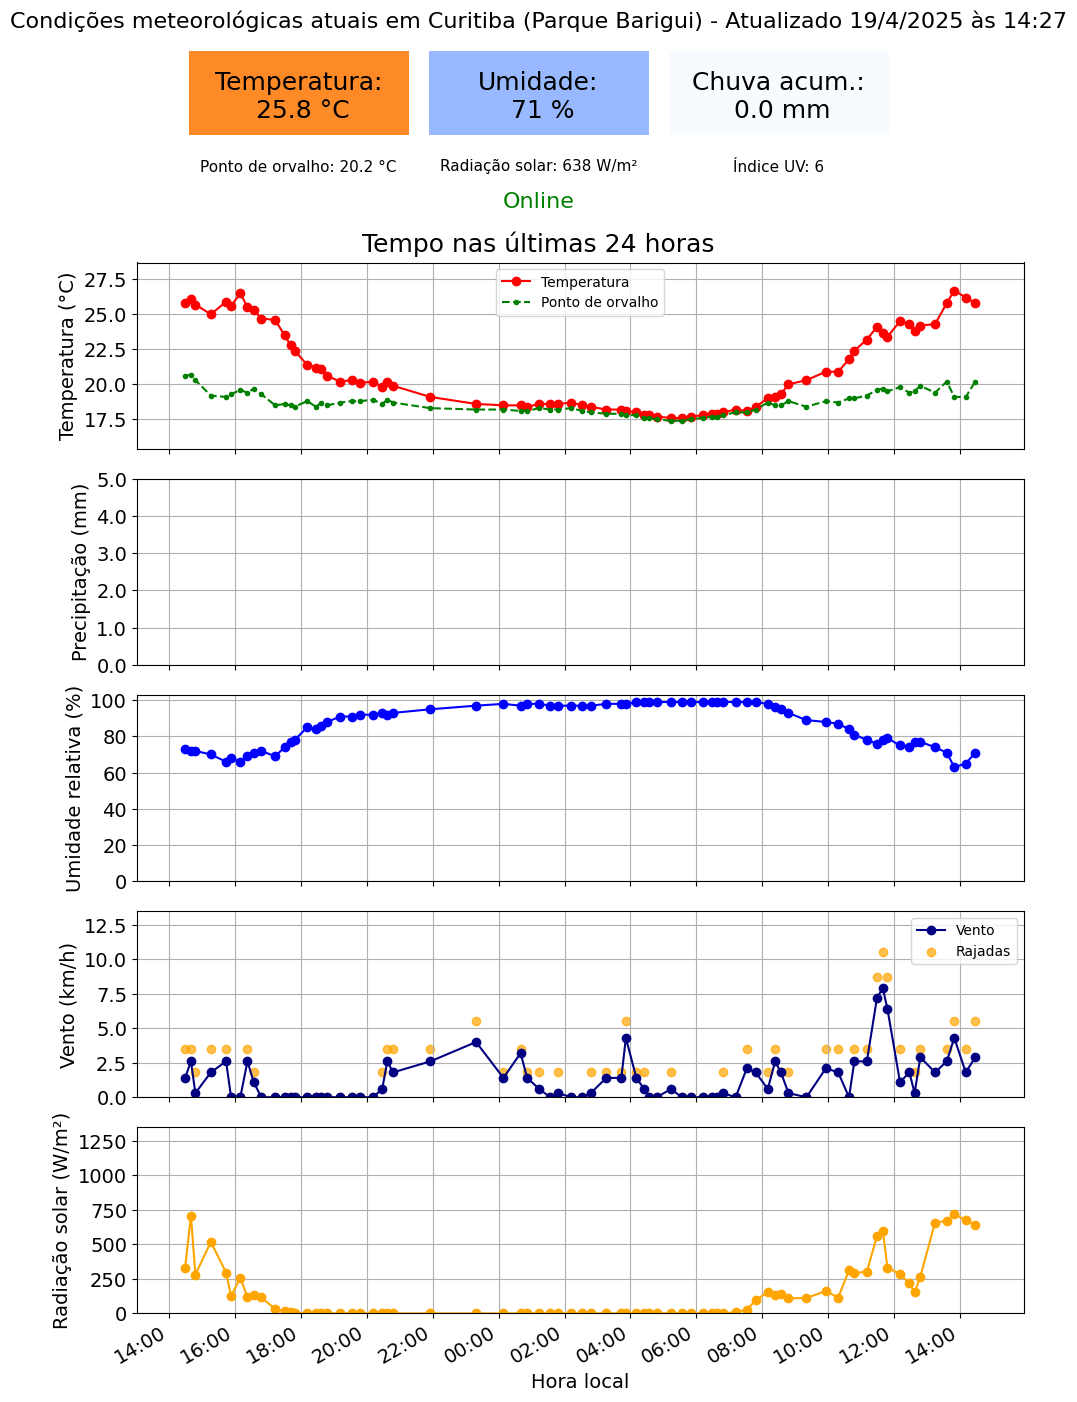 Condições meteorológicas atuais em Curitiba (Parque Barigui) - Atualizado 19/4/2025 às 14:27
Temperatura:
25.8 °C
Umidade:
71 %
Chuva acum.:
0.0 mm
Ponto de orvalho: 20.2 °C
Radiação solar: 638 W/m²
Índice UV: 6
Online
Tempo nas últimas 24 horas
Temperatura (°C)
27.5
25.0
22.5
20.0
17.5
Temperatura
Ponto de orvalho
Precipitação (mm)
5.0
4.0
3.0
2.0
1.0
0.0
Umidade relativa (%)
100
80
60
40
20
0
Vento (km/h)
12.5
10.0
7.5
5.0
2.5
0.0
Vento
Rajadas
Radiação solar (W/m²)
1250
1000
750
500
250
0
14:00
16:00
18:00
20:00
22:00
00:00
02:00
04:00
06:00
08:00
10:00
12:00
14:00
Hora local